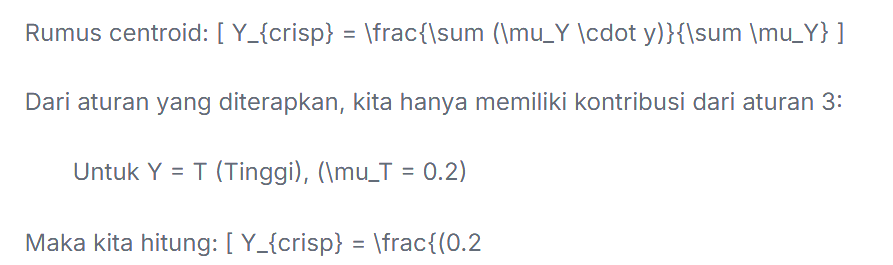 Rumus centroid: [ Y_{crisp} = \frac{\sum (\mu_Y \cdot y)}{\sum \mu_Y} ]
Dari aturan yang diterapkan, kita hanya memiliki kontribusi dari aturan 3:
Untuk Y = T (Tinggi), (\mu_T = 0.2)
Maka kita hitung: [ Y_{crisp} = \frac{(0.2